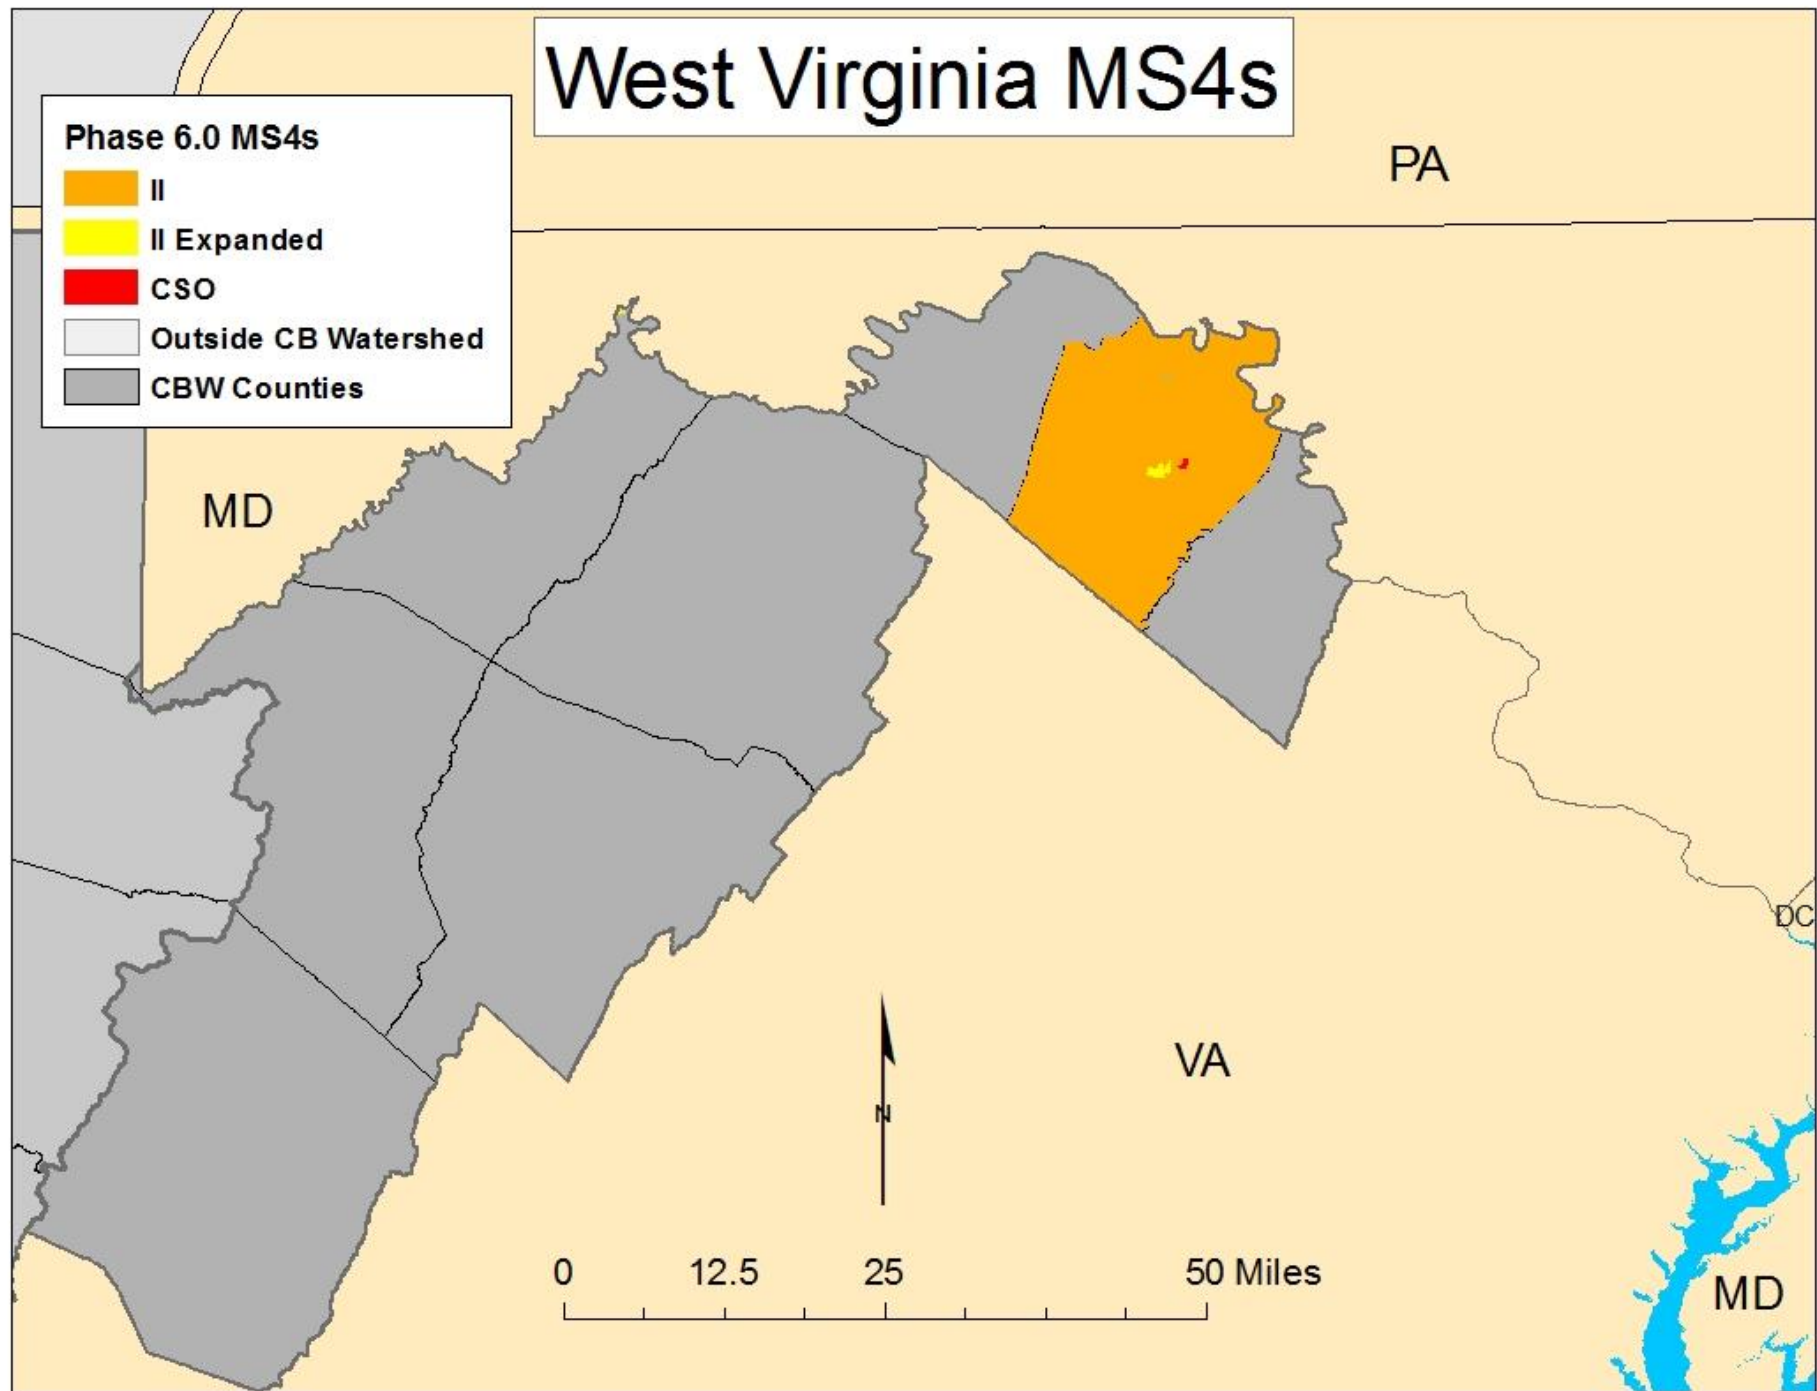 West Virginia MS4s
Phase 6.0 MS4s
II
II Expanded
CSO
Outside CB Watershed
CBW Counties
PA
MD
DC
VA
N
0 12.5 25 50 Miles
MD